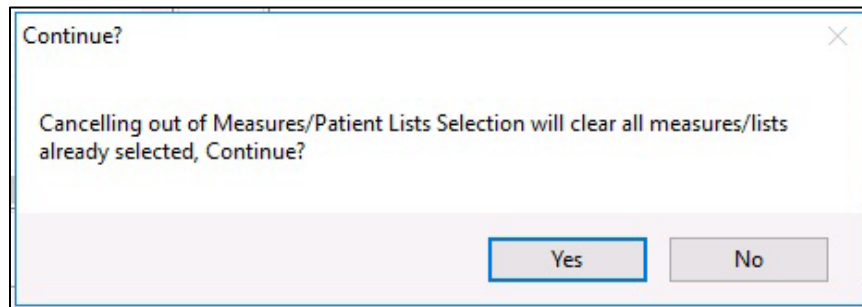 Continue?
Cancelling out of Measures/Patient Lists Selection will clear all measures/lists
already selected, Continue?
Yes
No